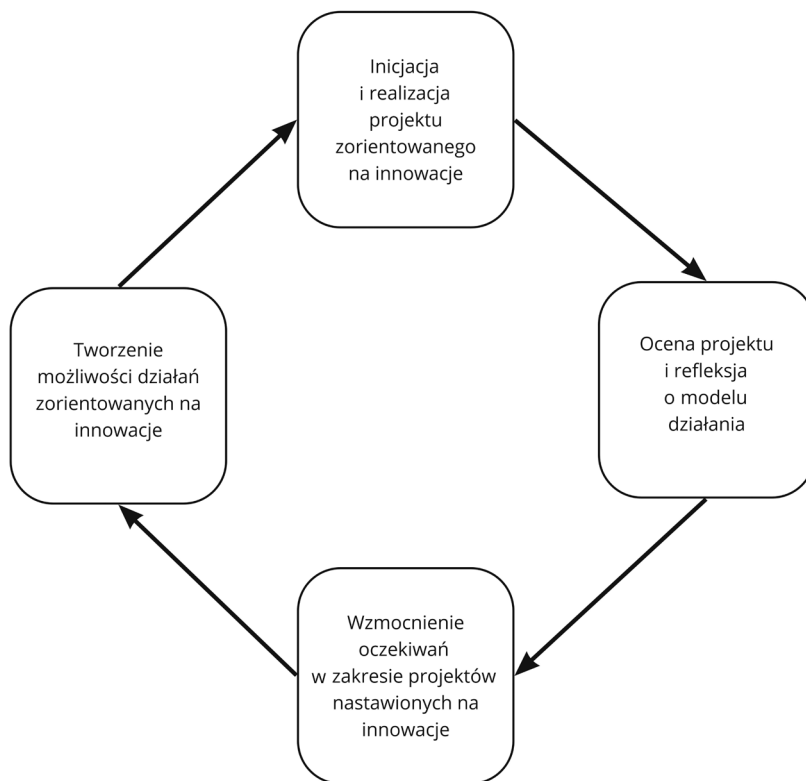 Inicjacja
i realizacja
projektu
zorientowanego
na innowacje
Ocena projektu
i refleksja
o modelu
działania
Wzmocnienie
oczekiwań
w zakresie projektów
nastawionych na
innowacje
Tworzenie
możliwości działań
zorientowanych na
innowacje